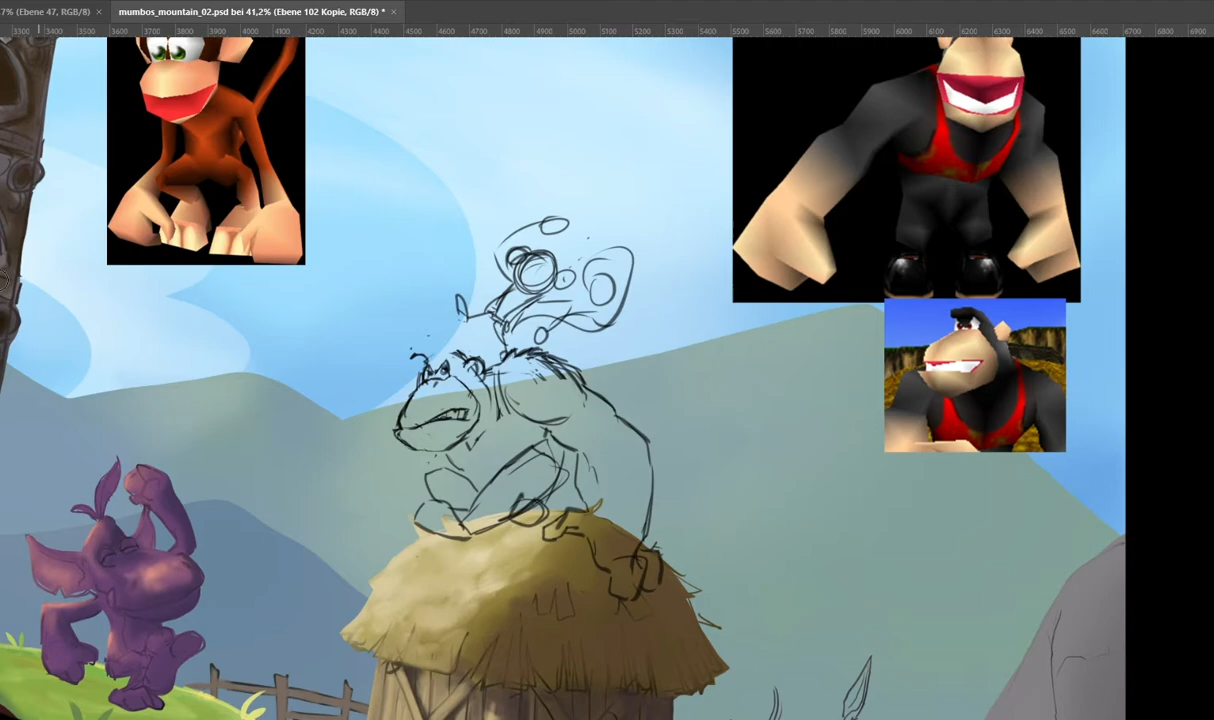 7% (Ebene 47, RGB/8) × mumbos_mountain_02.psd bei 41,2% (Ebene 102 Kopie, RGB/8) * ×
3300 3400 3500 3600 3700 3800 3900 4000 4100 4200 4300 4400 4500 4600 4700 4800 4900 5000 5100 5200 5300 5400 5500 5600 5700 5800 5900 6000 6100 6200 6300 6400 6500 6600 6700 6800 6900